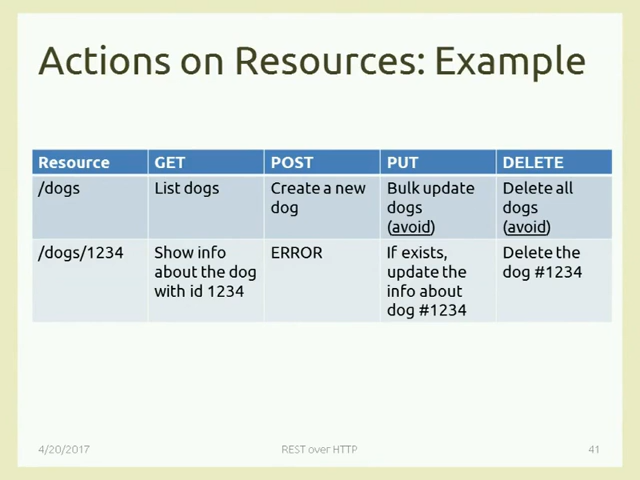 Actions on Resources: Example
Resource GET POST PUT DELETE
/dogs List dogs Create a new dog Bulk update dogs (avoid) Delete all dogs (avoid)
/dogs/1234 Show info about the dog with id 1234 ERROR If exists, update the info about dog #1234 Delete the dog #1234
4/20/2017 REST over HTTP 41